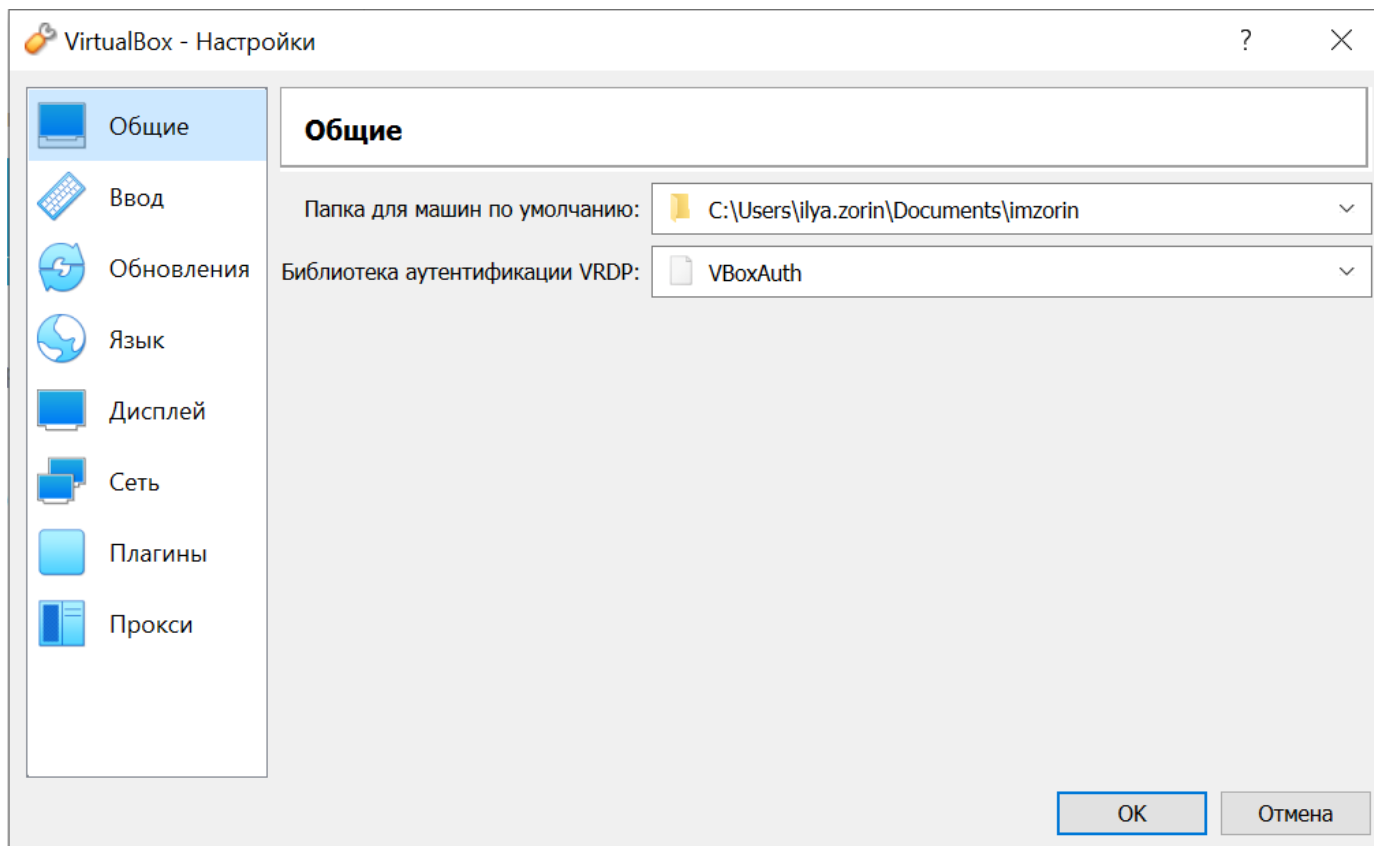 VirtualBox - Настройки
?
Общие
Ввод
Обновления
Язык
Дисплей
Сеть
Плагины
Прокси
Общие
Папка для машин по умолчанию: C:\Users\ilya.zorin\Documents\imzorin
Библиотека аутентификации VRDP: VBoxAuth
OK
Отмена